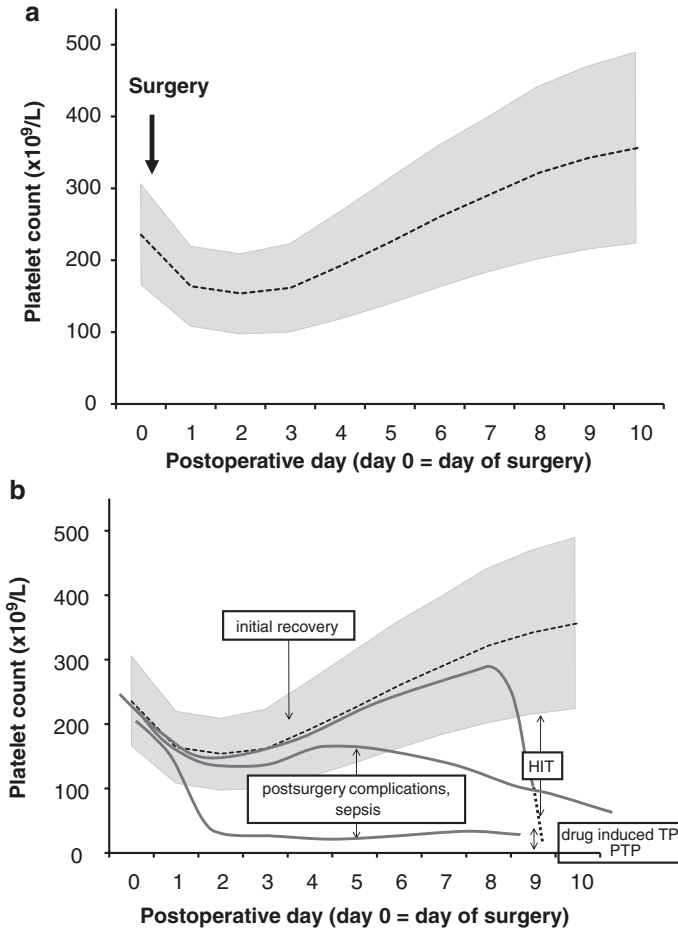 a
500
400
300
200
100
0
Platelet count (x10⁹/L)
Surgery
0 1 2 3 4 5 6 7 8 9 10
Postoperative day (day 0 = day of surgery)
b
500
400
300
200
100
0
Platelet count (x10⁹/L)
initial recovery
HIT
postsurgery complications,
sepsis
drug induced TP
PTP
0 1 2 3 4 5 6 7 8 9 10
Postoperative day (day 0 = day of surgery)